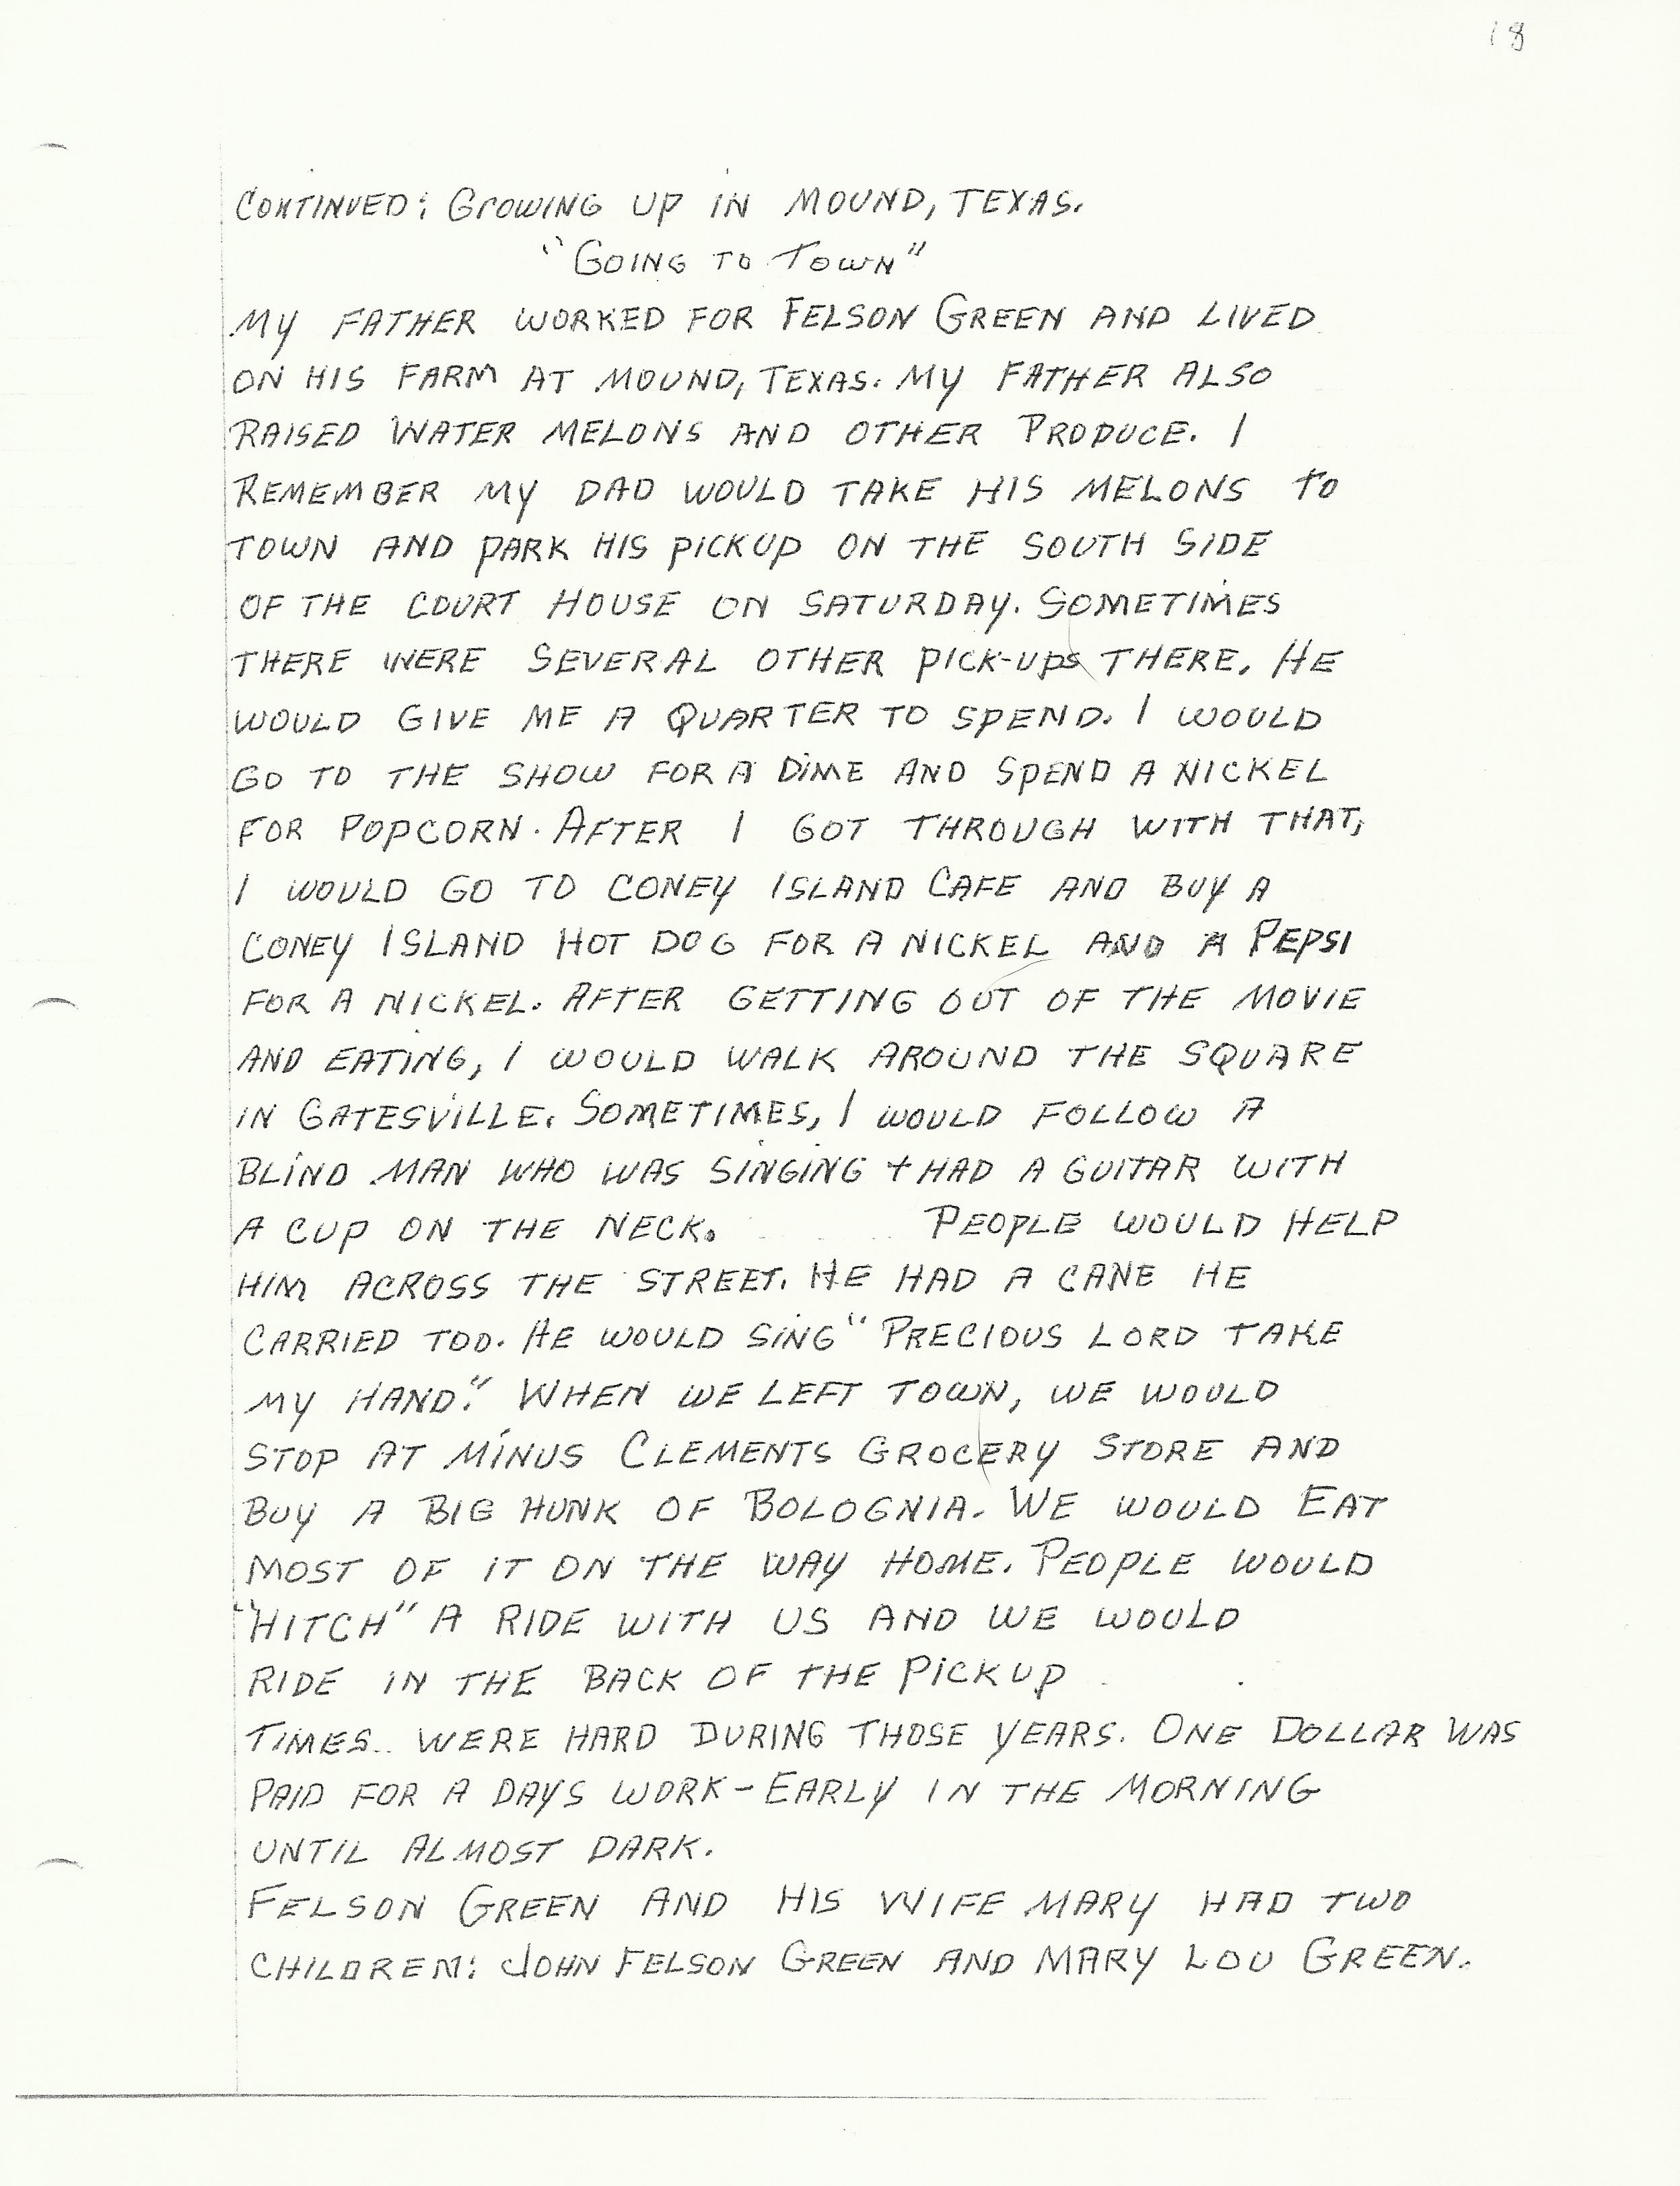 18
CONTINUED: GROWING UP IN MOUND, TEXAS.
"GOING TO TOWN"
MY FATHER WORKED FOR FELSON GREEN AND LIVED
ON HIS FARM AT MOUND, TEXAS. MY FATHER ALSO
RAISED WATER MELONS AND OTHER PRODUCE. I
REMEMBER MY DAD WOULD TAKE HIS MELONS TO
TOWN AND PARK HIS PICKUP ON THE SOUTH SIDE
OF THE COURT HOUSE ON SATURDAY. SOMETIMES
THERE WERE SEVERAL OTHER PICK-UPS THERE. HE
WOULD GIVE ME A QUARTER TO SPEND. I WOULD
GO TO THE SHOW FOR A DIME AND SPEND A NICKEL
FOR POPCORN. AFTER I GOT THROUGH WITH THAT,
I WOULD GO TO CONEY ISLAND CAFE AND BUY A
CONEY ISLAND HOT DOG FOR A NICKEL AND A PEPSI
FOR A NICKEL. AFTER GETTING OUT OF THE MOVIE
AND EATING, I WOULD WALK AROUND THE SQUARE
IN GATESVILLE. SOMETIMES, I WOULD FOLLOW A
BLIND MAN WHO WAS SINGING + HAD A GUITAR WITH
A CUP ON THE NECK. PEOPLE WOULD HELP
HIM ACROSS THE STREET. HE HAD A CANE HE
CARRIED TOO. HE WOULD SING "PRECIOUS LORD TAKE
MY HAND." WHEN WE LEFT TOWN, WE WOULD
STOP AT MINUS CLEMENTS GROCERY STORE AND
BUY A BIG HUNK OF BOLOGNIA. WE WOULD EAT
MOST OF IT ON THE WAY HOME. PEOPLE WOULD
"HITCH" A RIDE WITH US AND WE WOULD
RIDE IN THE BACK OF THE PICKUP
TIMES.. WERE HARD DURING THOSE YEARS. ONE DOLLAR WAS
PAID FOR A DAYS WORK - EARLY IN THE MORNING
UNTIL ALMOST DARK.
FELSON GREEN AND HIS WIFE MARY HAD TWO
CHILDREN: JOHN FELSON GREEN AND MARY LOU GREEN.